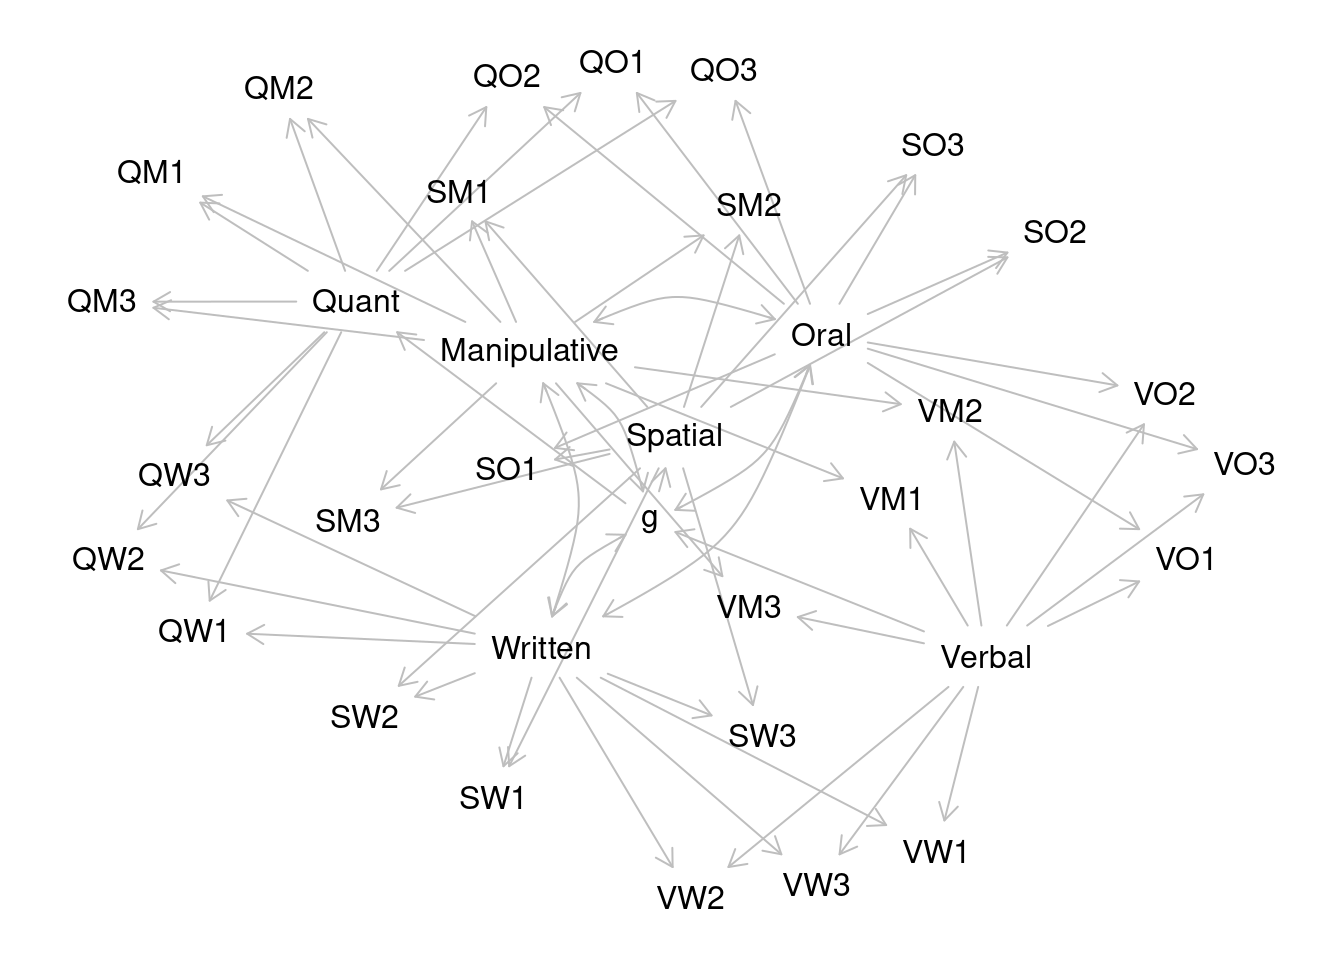 QO1
QO3
QO2
QM2
SO3
QM1
SM1
SM2
SO2
QM3
Quant
Oral
Manipulative
VO2
VM2
Spatial
VO3
SO1
QW3
VM1
g
SM3
QW2
VO1
VM3
QW1
Written
Verbal
SW2
SW3
SW1
VW1
VW3
VW2